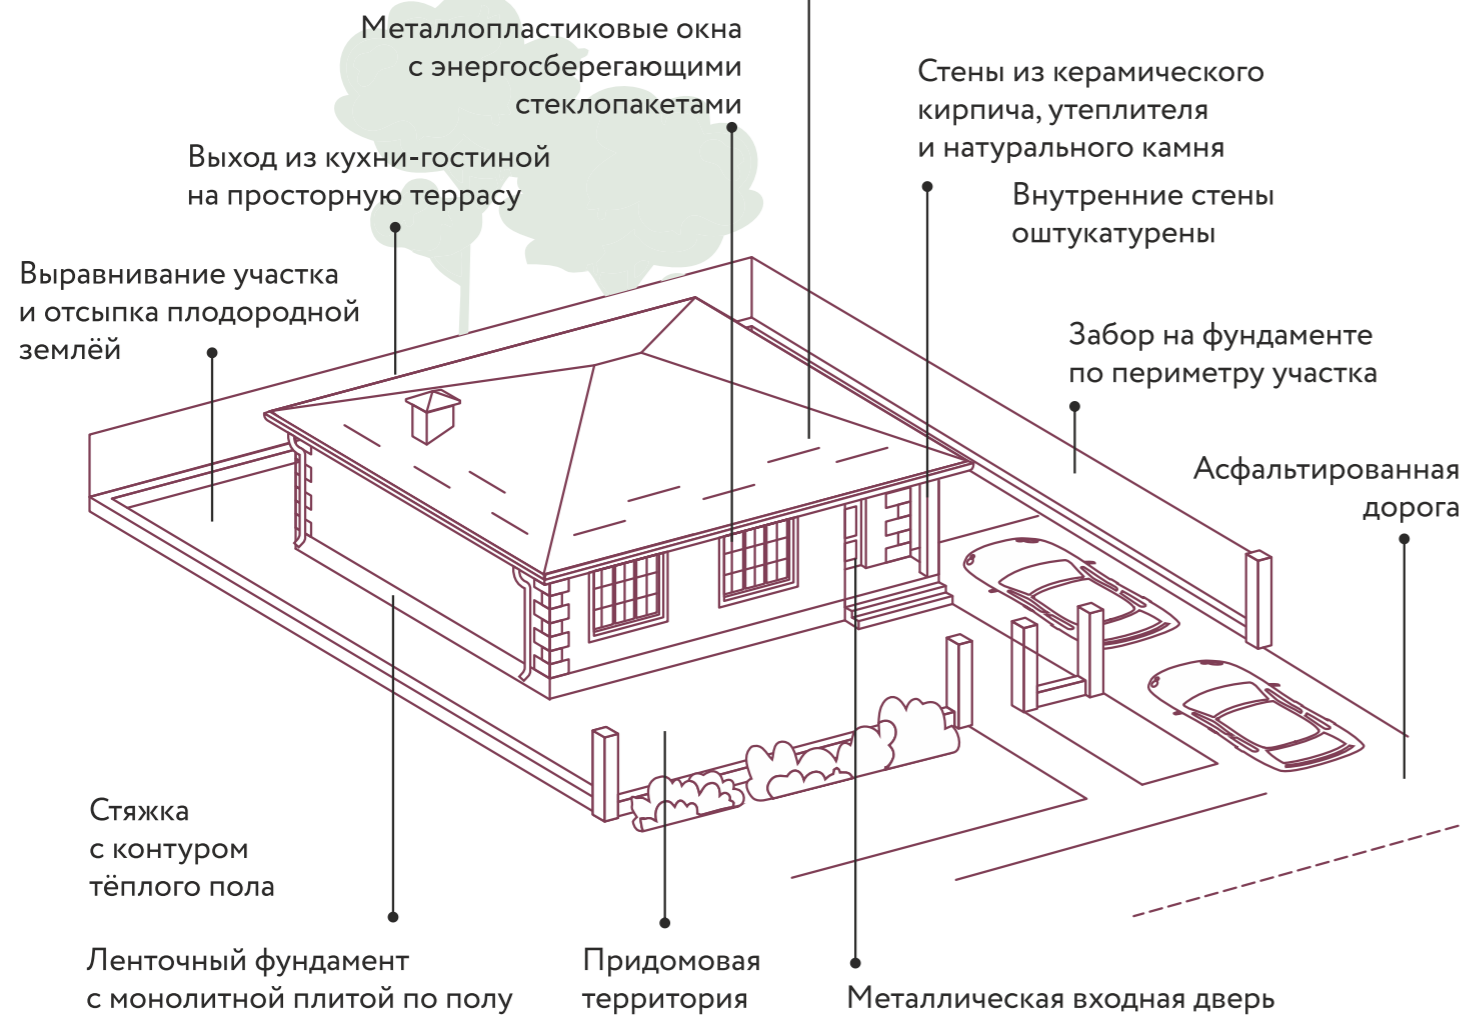 Металлопластиковые окна
с энергосберегающими
стеклопакетами
Стены из керамического
кирпича, утеплителя
и натурального камня
Выход из кухни-гостиной
на просторную террасу
Внутренние стены
оштукатурены
Выравнивание участка
и отсыпка плодородной
землёй
Забор на фундаменте
по периметру участка
Асфальтированная
дорога
Стяжка
с контуром
тёплого пола
Ленточный фундамент
с монолитной плитой по полу
Придомовая
территория
Металлическая входная дверь